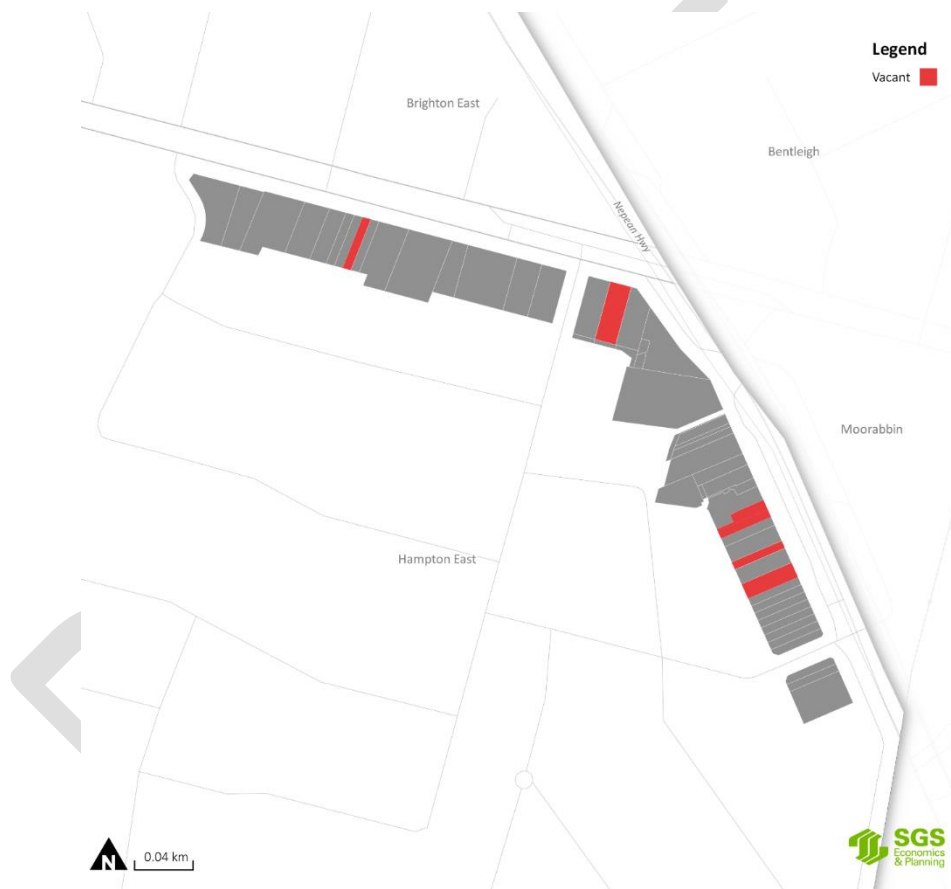 Legend
Vacant
Brighton East
Bentleigh
Nepean Hwy
Moorabbin
Hampton East
N
0.04 km
SGS
Economics
& Planning